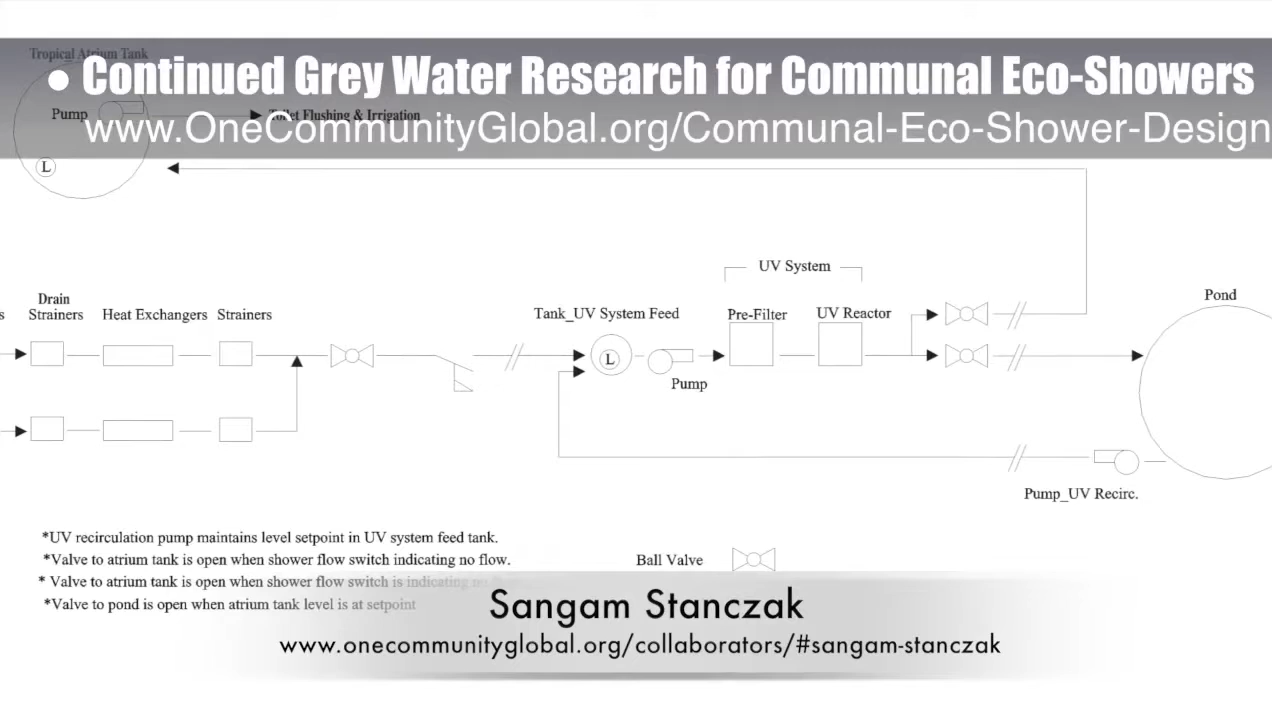 Tropical Atrium Tank
• Continued Grey Water Research for Communal Eco-Showers
Pump
Toilet Flushing & Irrigation
www.OneCommunityGlobal.org/Communal-Eco-Shower-Design
L
UV System
Pond
Drain
s Strainers Heat Exchangers Strainers
Tank_UV System Feed
Pre-Filter
UV Reactor
L
Pump
Pump_UV Recirc.
*UV recirculation pump maintains level setpoint in UV system feed tank.
*Valve to atrium tank is open when shower flow switch indicating no flow.
* Valve to atrium tank is open when shower flow switch is indicating no
*Valve to pond is open when atrium tank level is at setpoint
Ball Valve
Sangam Stanczak
www.onecommunityglobal.org/collaborators/#sangam-stanczak